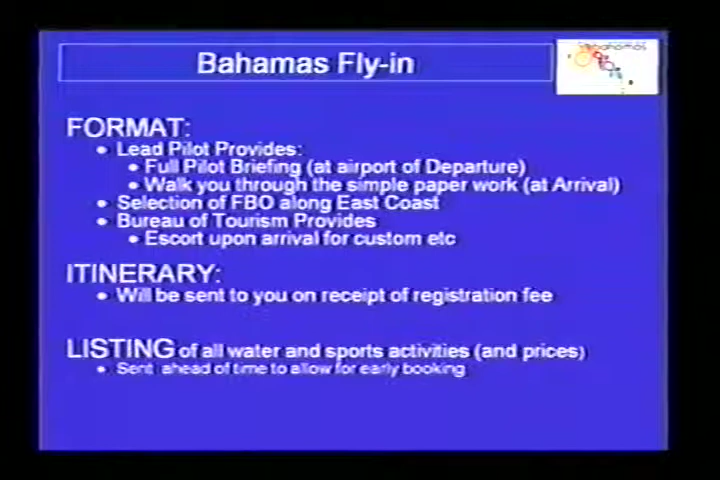 Bahamas Fly-in
bahamas
FORMAT:
• Lead Pilot Provides:
• Full Pilot Briefing (at airport of Departure)
• Walk you through the simple paper work (at Arrival)
• Selection of FBO along East Coast
• Bureau of Tourism Provides
• Escort upon arrival for custom etc
ITINERARY:
• Will be sent to you on receipt of registration fee
LISTING of all water and sports activities (and prices)
• Sent ahead of time to allow for early booking